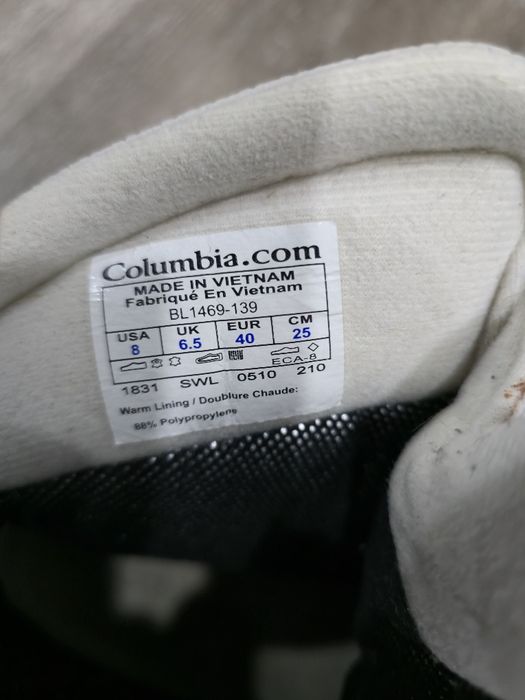 Columbia.com
MADE IN VIETNAM
Fabriqué En Vietnam
BL1469-139
USA UK EUR CM
8 6.5 40 25
ECA-8
1831 SWL 0510 210
Warm Lining / Doublure Chaude:
88% Polypropylene